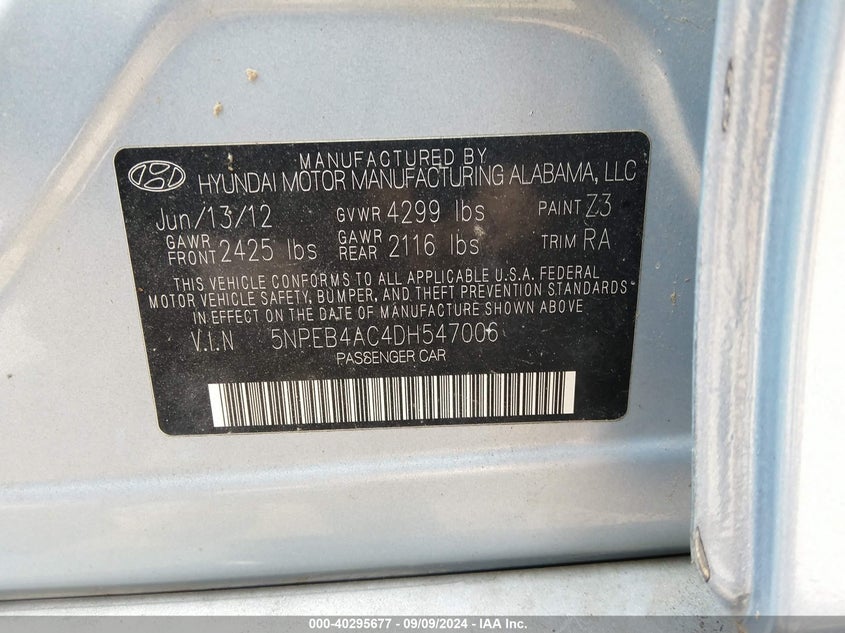 MANUFACTURED BY
HYUNDAI MOTOR MANUFACTURING ALABAMA, LLC
Jun/13/12 GVWR 4299 lbs PAINT Z3
GAWR FRONT 2425 lbs GAWR REAR 2116 lbs TRIM RA
THIS VEHICLE CONFORMS TO ALL APPLICABLE U.S.A. FEDERAL
MOTOR VEHICLE SAFETY, BUMPER, AND THEFT PREVENTION STANDARDS
IN EFFECT ON THE DATE OF MANUFACTURE SHOWN ABOVE
V.I.N 5NPEB4AC4DH547006
PASSENGER CAR
000-40295677 - 09/09/2024 - IAA Inc.